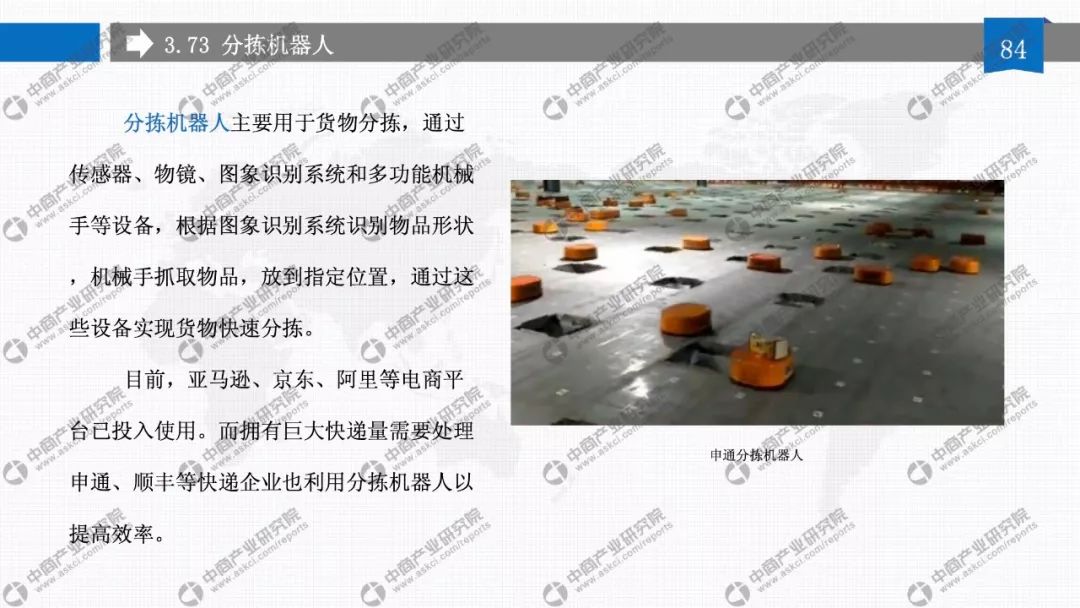 3.73 分拣机器人
84
分拣机器人主要用于货物分拣，通过
传感器、物镜、图象识别系统和多功能机械
手等设备，根据图象识别系统识别物品形状
，机械手抓取物品，放到指定位置，通过这
些设备实现货物快速分拣。
目前，亚马逊、京东、阿里等电商平
台已投入使用。而拥有巨大快递量需要处理
申通、顺丰等快递企业也利用分拣机器人以
提高效率。
申通分拣机器人
中商产业研究院
www.askci.com/reports